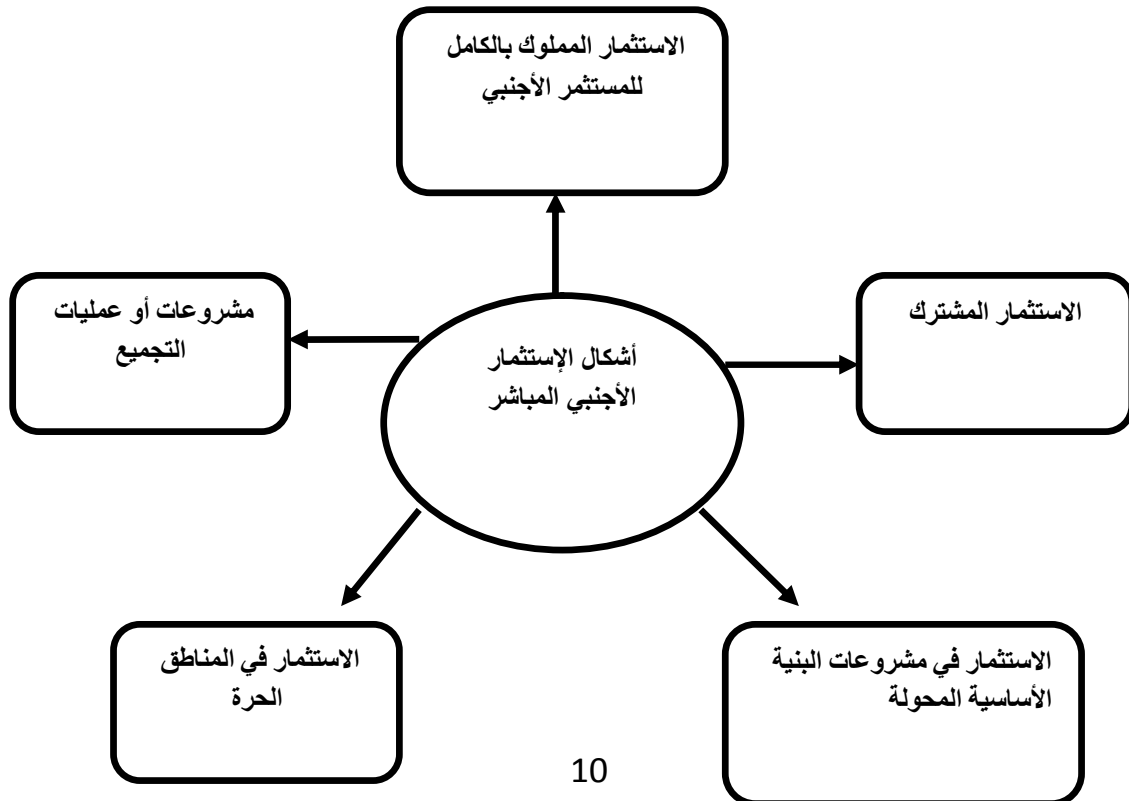 الاستثمار المملوك بالكامل
للمستثمر الأجنبي
مشروعات أو عمليات
التجميع
الاستثمار المشترك
أشكال الإستثمار
الأجنبي المباشر
الاستثمار في المناطق
الحرة
الاستثمار في مشروعات البنية
الأساسية المحولة
10